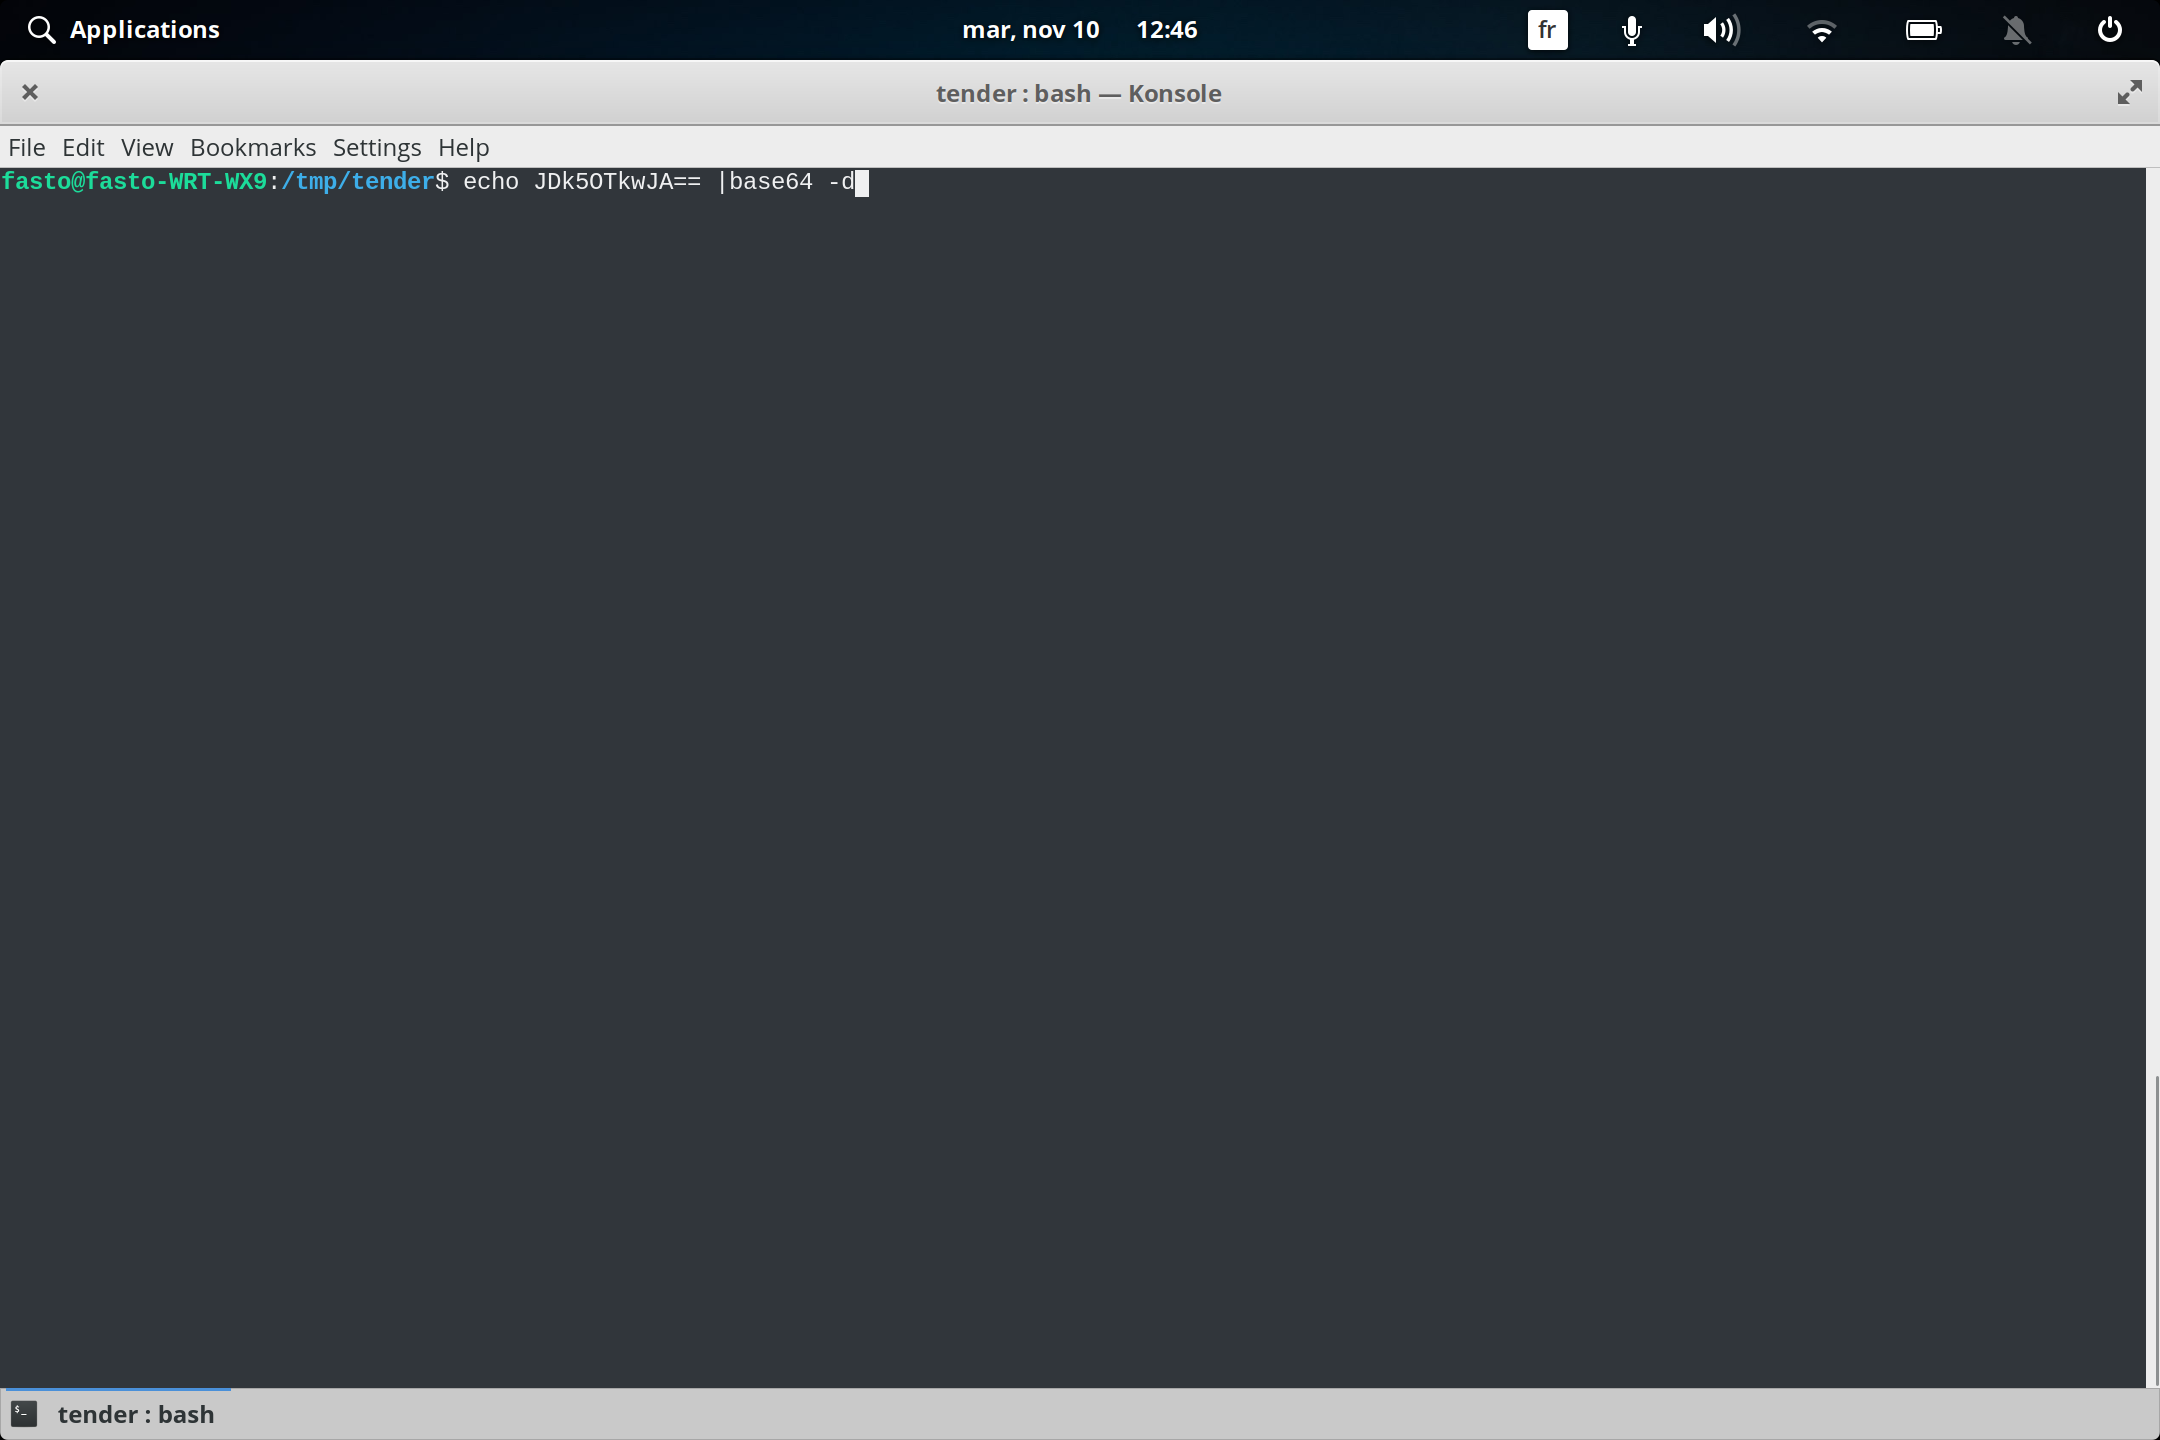 Applications mar, nov 10 12:46 fr
tender : bash — Konsole
File Edit View Bookmarks Settings Help
fasto@fasto-WRT-WX9:/tmp/tender$ echo JDk5OTkwJA== |base64 -d
tender : bash